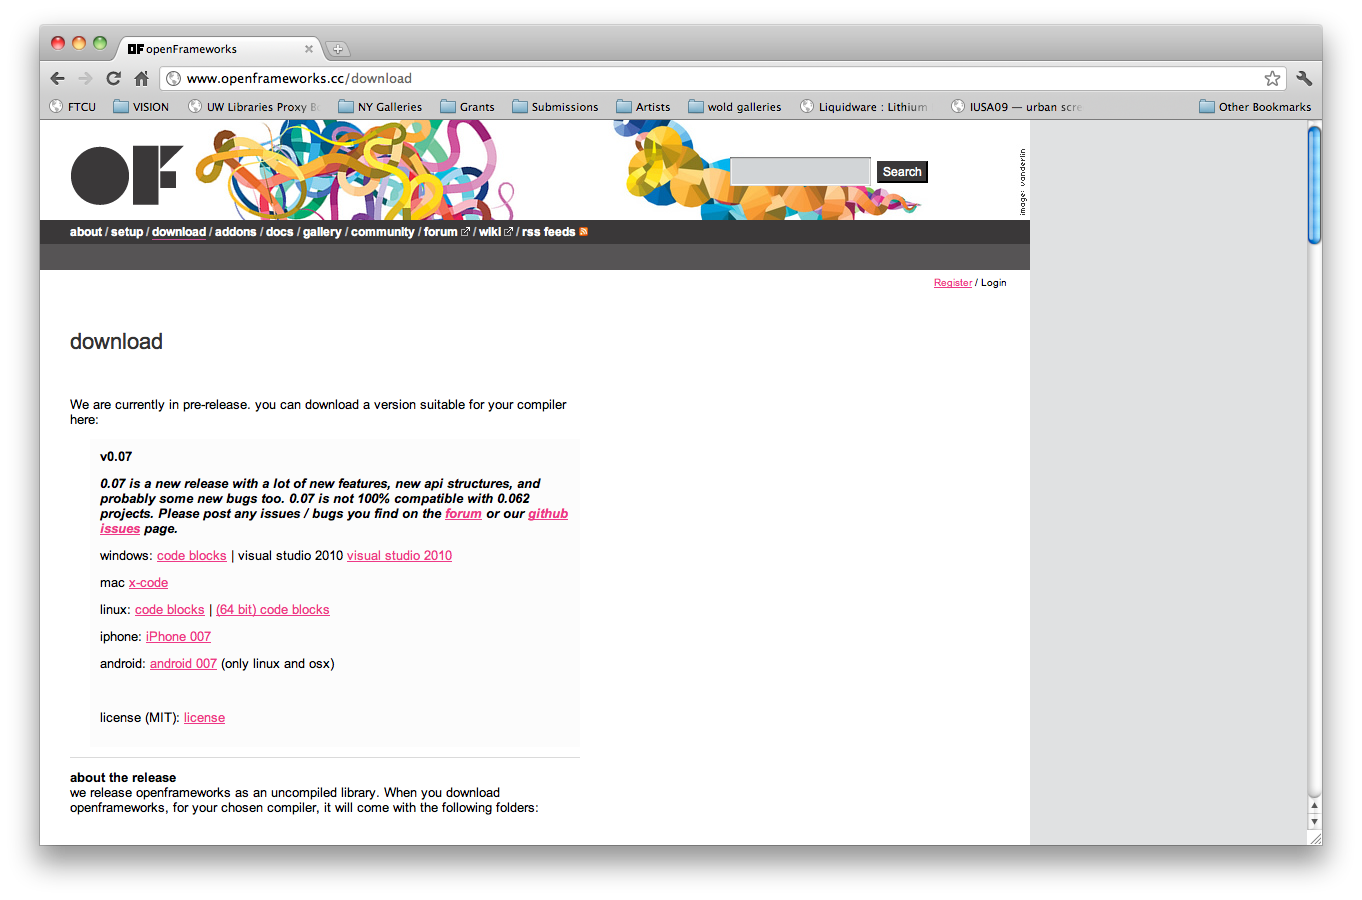 OF openFrameworks
www.openframeworks.cc/download
FTCU VISION UW Libraries Proxy NY Galleries Grants Submissions Artists wold galleries Liquidware : Lithium IUSA09 — urban scre Other Bookmarks
OF
Search
image: vanderlin
about / setup / download / addons / docs / gallery / community / forum / wiki / rss feeds
Register / Login
download
We are currently in pre-release. you can download a version suitable for your compiler
here:
v0.07
0.07 is a new release with a lot of new features, new api structures, and
probably some new bugs too. 0.07 is not 100% compatible with 0.062
projects. Please post any issues / bugs you find on the forum or our github
issues page.
windows: code blocks | visual studio 2010 visual studio 2010
mac x-code
linux: code blocks | (64 bit) code blocks
iphone: iPhone 007
android: android 007 (only linux and osx)
license (MIT): license
about the release
we release openframeworks as an uncompiled library. When you download
openframeworks, for your chosen compiler, it will come with the following folders: